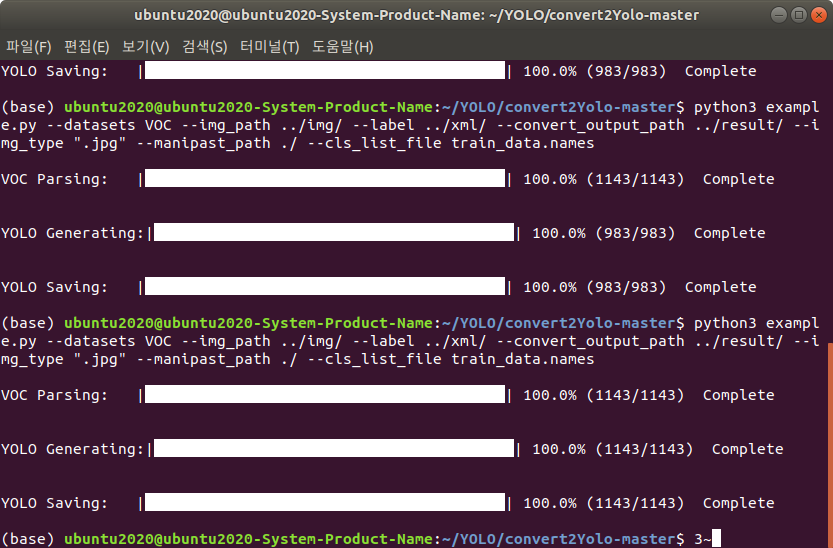 ubuntu2020@ubuntu2020-System-Product-Name: ~/YOLO/convert2Yolo-master
파일(F) 편집(E) 보기(V) 검색(S) 터미널(T) 도움말(H)
YOLO Saving:   || 100.0% (983/983)  Complete
(base) ubuntu2020@ubuntu2020-System-Product-Name:~/YOLO/convert2Yolo-master$ python3 exampl
e.py --datasets VOC --img_path ../img/ --label ../xml/ --convert_output_path ../result/ --i
mg_type ".jpg" --manipast_path ./ --cls_list_file train_data.names
VOC Parsing:   || 100.0% (1143/1143)  Complete
YOLO Generating:|| 100.0% (983/983)  Complete
YOLO Saving:   || 100.0% (983/983)  Complete
(base) ubuntu2020@ubuntu2020-System-Product-Name:~/YOLO/convert2Yolo-master$ python3 exampl
e.py --datasets VOC --img_path ../img/ --label ../xml/ --convert_output_path ../result/ --i
mg_type ".jpg" --manipast_path ./ --cls_list_file train_data.names
VOC Parsing:   || 100.0% (1143/1143)  Complete
YOLO Generating:|| 100.0% (1143/1143)  Complete
YOLO Saving:   || 100.0% (1143/1143)  Complete
(base) ubuntu2020@ubuntu2020-System-Product-Name:~/YOLO/convert2Yolo-master$ 3~